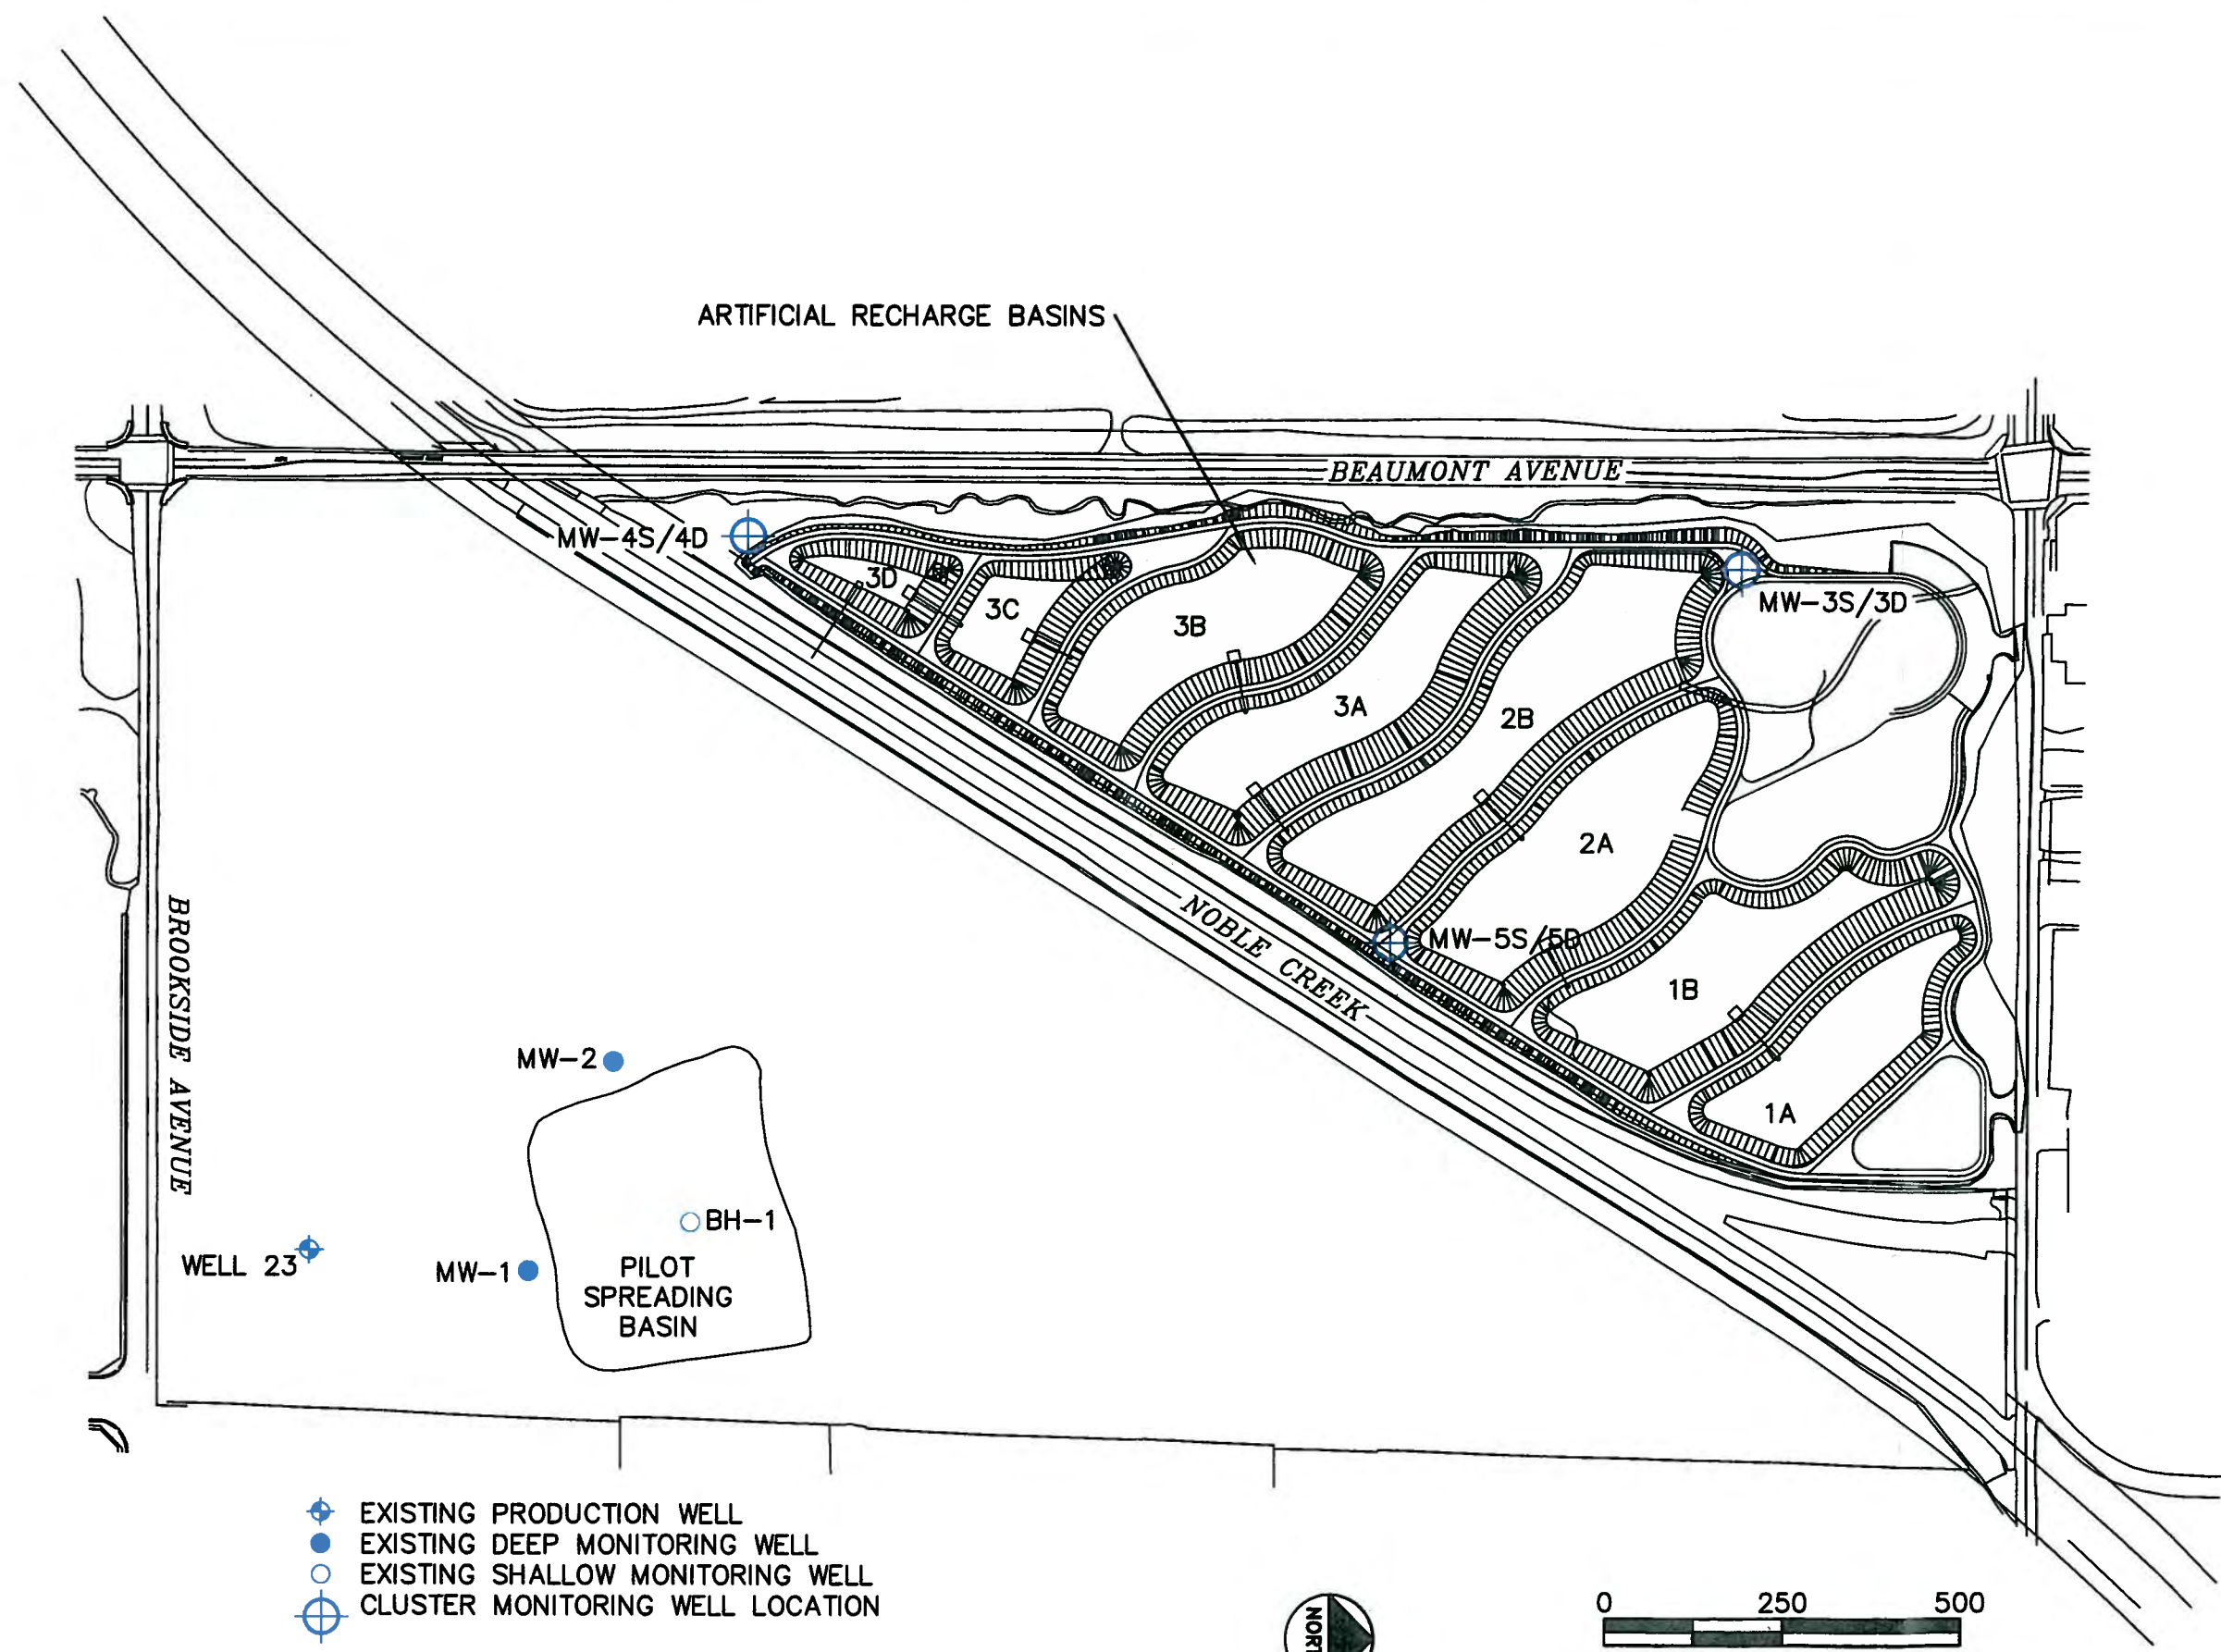 ARTIFICIAL RECHARGE BASINS
BEAUMONT AVENUE
MW-4S/4D
3D
3C
3B
MW-3S/3D
3A
2B
2A
MW-5S/5D
NOBLE CREEK
1B
1A
BROOKSIDE AVENUE
MW-2
BH-1
WELL 23
MW-1
PILOT
SPREADING
BASIN
EXISTING PRODUCTION WELL
EXISTING DEEP MONITORING WELL
EXISTING SHALLOW MONITORING WELL
CLUSTER MONITORING WELL LOCATION
NORT
0 250 500